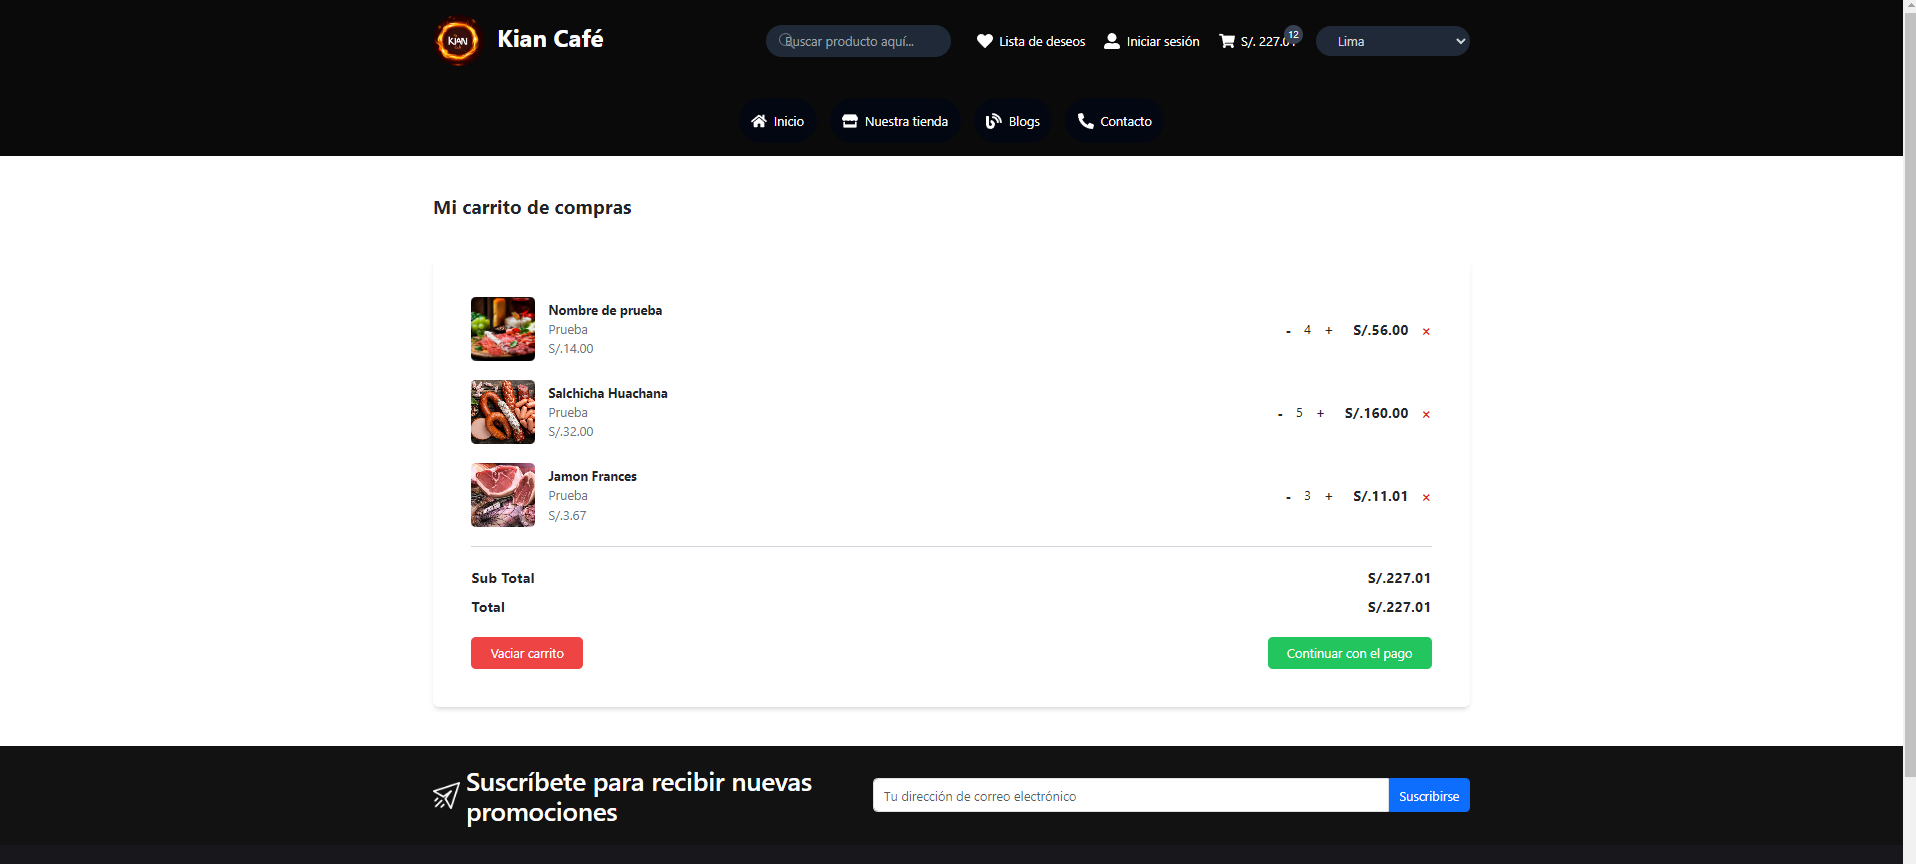 KIAN
Kian Café
Buscar producto aquí...
Lista de deseos
Iniciar sesión
S/. 227.01
12
Lima
Inicio
Nuestra tienda
Blogs
Contacto
Mi carrito de compras
Nombre de prueba
Prueba
S/.14.00
- 4 + S/.56.00 ×
Salchicha Huachana
Prueba
S/.32.00
- 5 + S/.160.00 ×
Jamon Frances
Prueba
S/.3.67
- 3 + S/.11.01 ×
Sub Total S/.227.01
Total S/.227.01
Vaciar carrito
Continuar con el pago
Suscríbete para recibir nuevas
promociones
Tu dirección de correo electrónico
Suscribirse